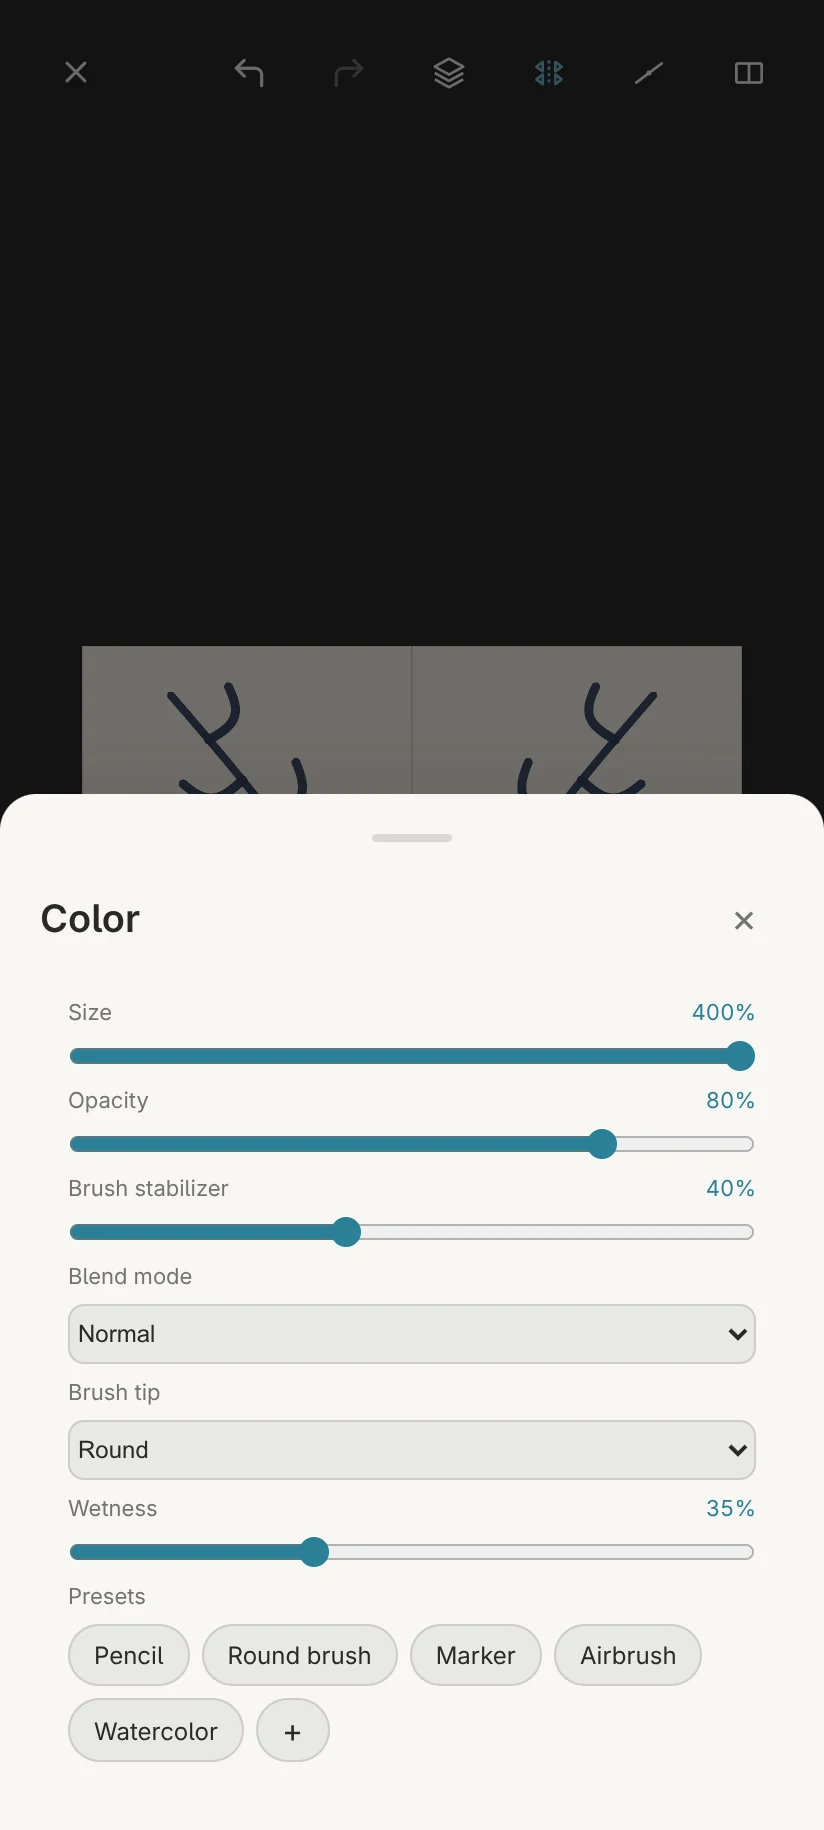 Color
Size 400%
Opacity 80%
Brush stabilizer 40%
Blend mode
Normal
Brush tip
Round
Wetness 35%
Presets
Pencil Round brush Marker Airbrush
Watercolor +